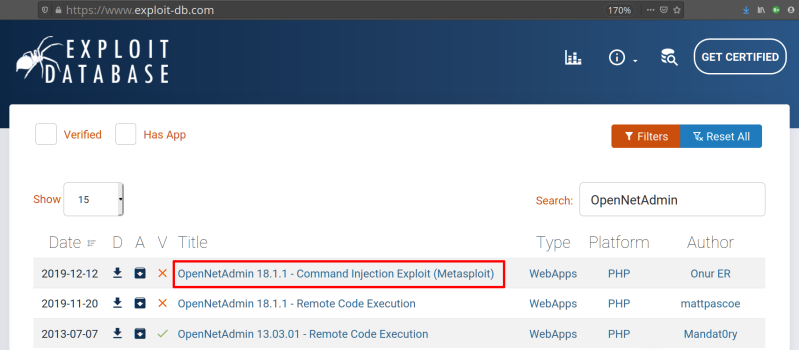 https://www.exploit-db.com 170%
EXPLOIT
DATABASE
GET CERTIFIED
Verified Has App Filters Reset All
Show 15 Search: OpenNetAdmin
Date D A V Title Type Platform Author
2019-12-12 OpenNetAdmin 18.1.1 - Command Injection Exploit (Metasploit) WebApps PHP Onur ER
2019-11-20 OpenNetAdmin 18.1.1 - Remote Code Execution WebApps PHP mattpascoe
2013-07-07 OpenNetAdmin 13.03.01 - Remote Code Execution WebApps PHP Mandat0ry